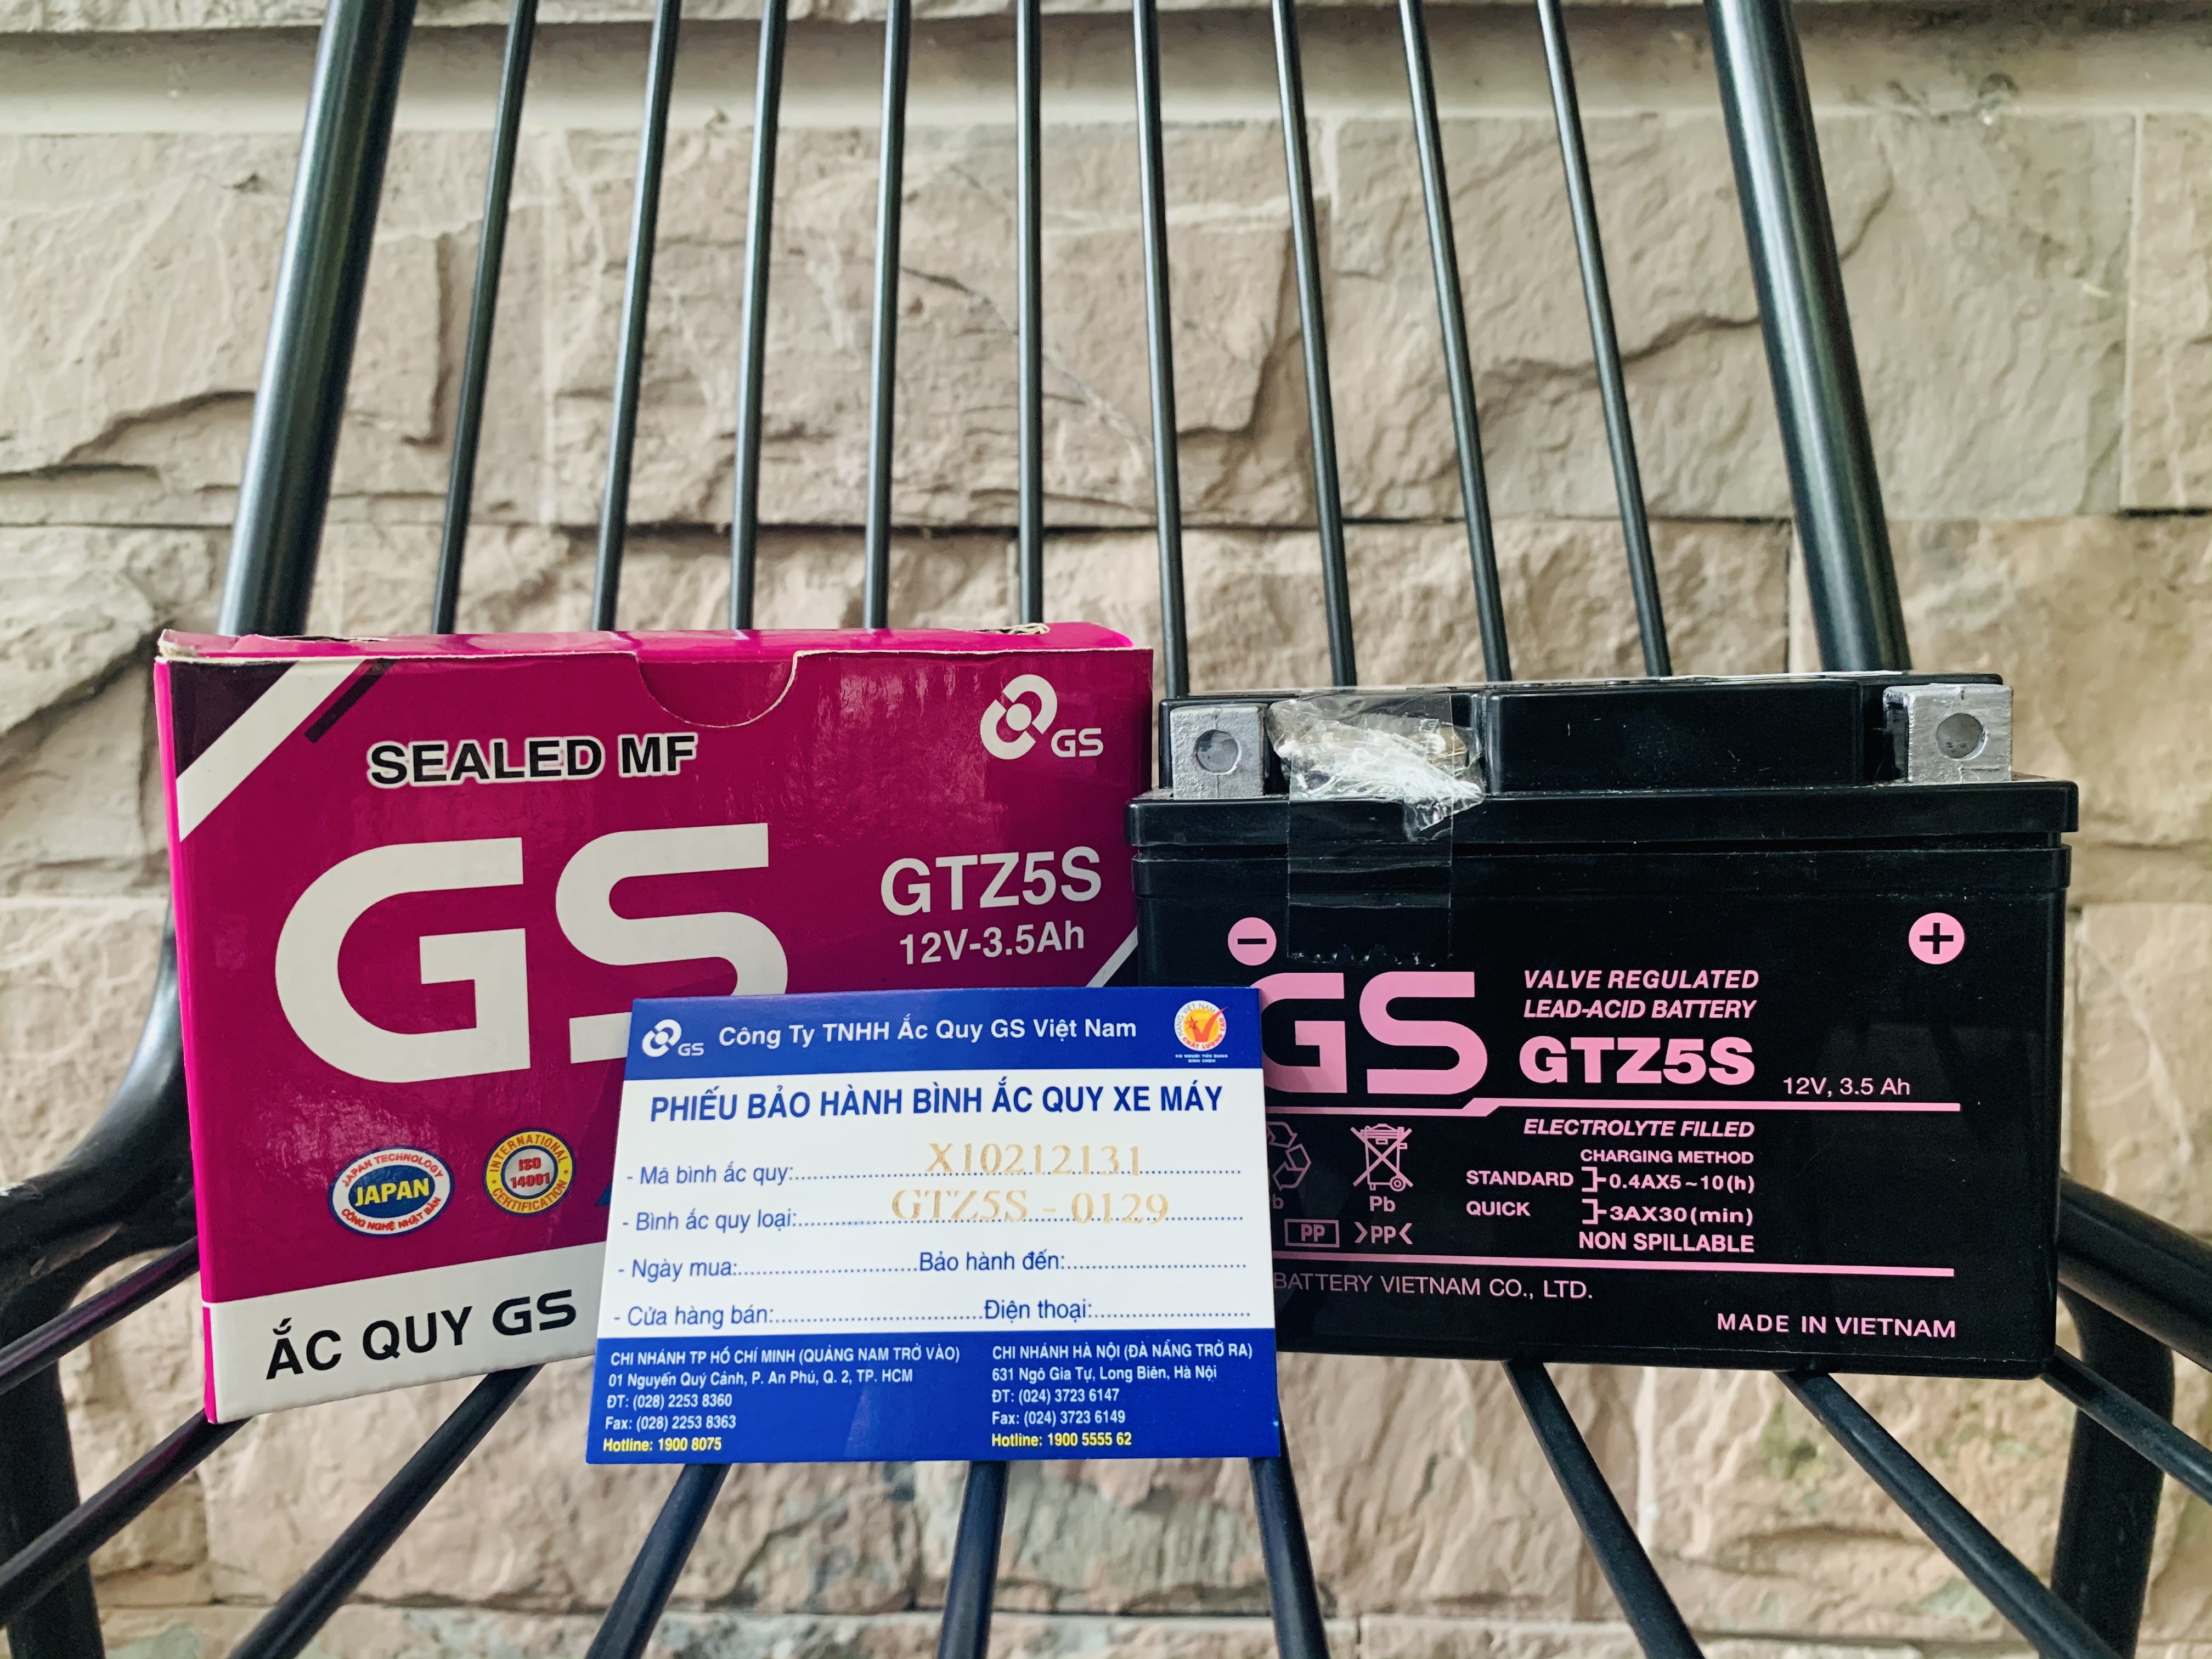 SEALED MF
GS
GS
GTZ5S
12V-3.5Ah
JAPAN TECHNOLOGY
JAPAN
CÔNG NGHỆ NHẬT BẢN
INTERNATIONAL
ISO
14001
CERTIFICATION
ẮC QUY GS
GS Công Ty TNHH Ắc Quy GS Việt Nam
PHIẾU BẢO HÀNH BÌNH ẮC QUY XE MÁY
- Mã bình ắc quy:...X10212131...
- Bình ắc quy loại:...GTZ5S - 0129...
- Ngày mua:...Bảo hành đến:...
- Cửa hàng bán:...Điện thoại:...
CHI NHÁNH TP HỒ CHÍ MINH (QUẢNG NAM TRỞ VÀO)
01 Nguyễn Quý Cảnh, P. An Phú, Q. 2, TP. HCM
ĐT: (028) 2253 8360
Fax: (028) 2253 8363
Hotline: 1900 8075
CHI NHÁNH HÀ NỘI (ĐÀ NẴNG TRỞ RA)
631 Ngô Gia Tự, Long Biên, Hà Nội
ĐT: (024) 3723 6147
Fax: (024) 3723 6149
Hotline: 1900 5555 62
− +
GS
VALVE REGULATED
LEAD-ACID BATTERY
GTZ5S 12V, 3.5 Ah
ELECTROLYTE FILLED
CHARGING METHOD
STANDARD 0.4AX5~10(h)
QUICK 3AX30(min)
NON SPILLABLE
Pb
PP >PP<
BATTERY VIETNAM CO., LTD.
MADE IN VIETNAM